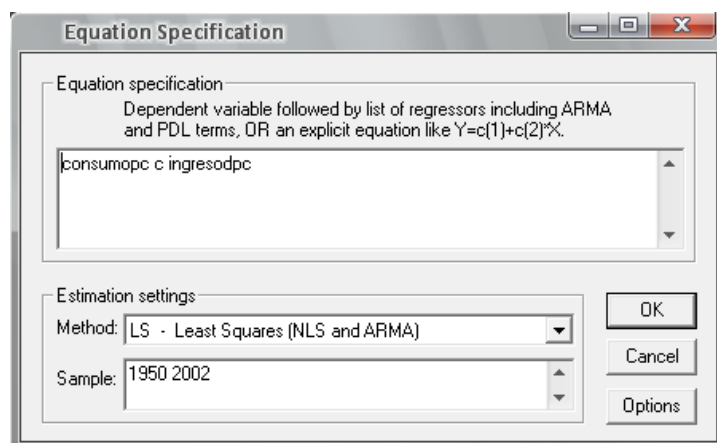 Equation Specification
Equation specification
Dependent variable followed by list of regressors including ARMA
and PDL terms, OR an explicit equation like Y=c(1)+c(2)*X.
consumopc c ingresodpc
Estimation settings
Method: LS - Least Squares (NLS and ARMA)
Sample: 1950 2002
OK
Cancel
Options